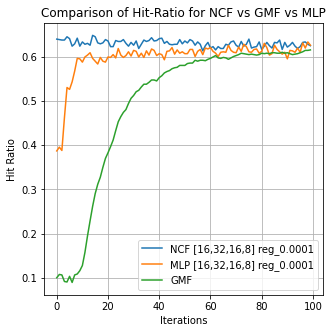 Comparison of Hit-Ratio for NCF vs GMF vs MLP
0.6
0.5
0.4
0.3
0.2
0.1
Hit Ratio
NCF [16,32,16,8] reg_0.0001
MLP [16,32,16,8] reg_0.0001
GMF
0 20 40 60 80 100
Iterations